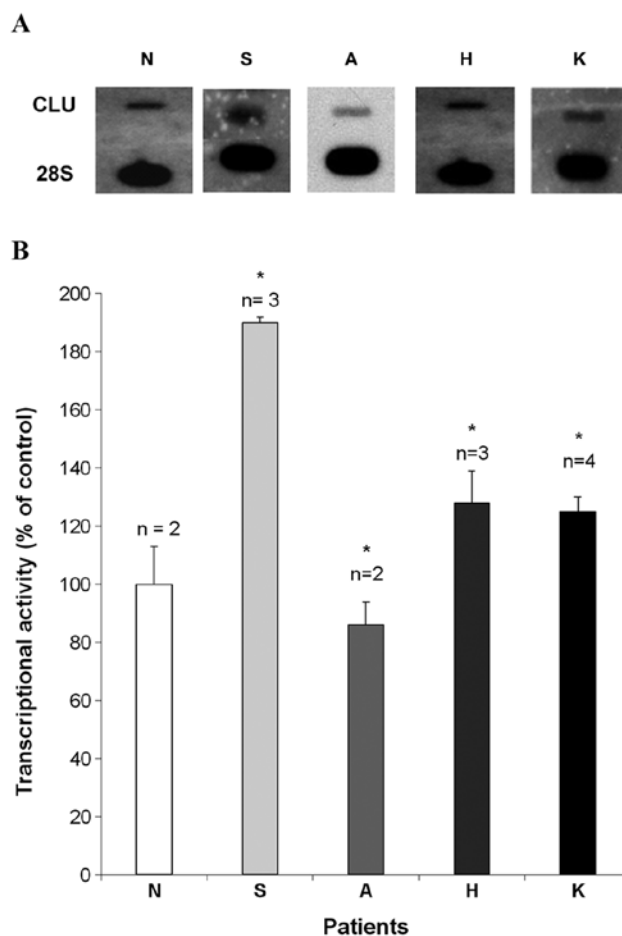 A
N S A H K
CLU
28S
B
Transcriptional activity (% of control)
200
180
160
140
120
100
80
60
40
20
0
n = 2
*
n= 3
*
n=2
*
n=3
*
n=4
N S A H K
Patients